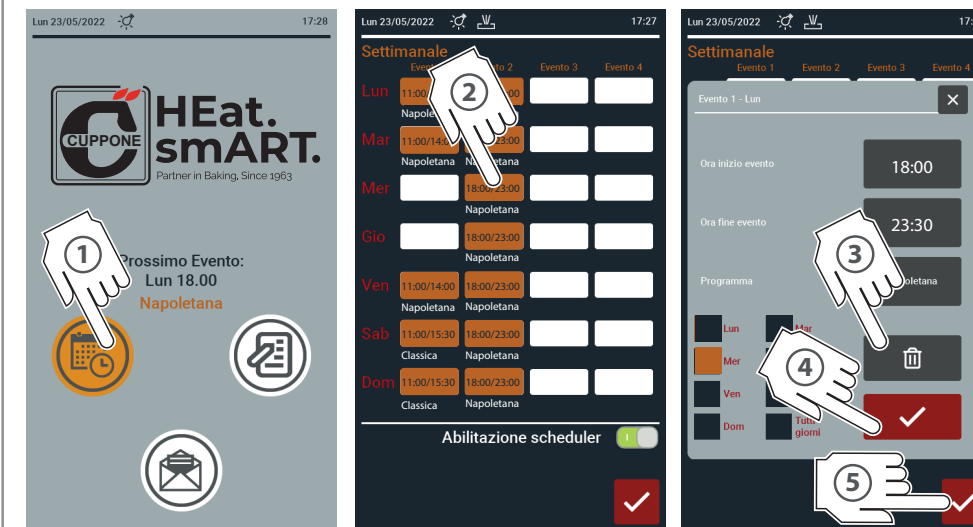 Lun 23/05/2022 17:28
CUPPONE
HEat.
smART.
Partner in Baking, Since 1963
1
Prossimo Evento:
Lun 18.00
Napoletana
Lun 23/05/2022 17:27
Settimanale
Evento 3 Evento 4
Lun 11:00
2
Mar 11:00/14:00 23:00
Napoletana Napoletana
Mer 18:00/23:00
Napoletana
Gio 18:00/23:00
Napoletana
Ven 11:00/14:00 18:00/23:00
Napoletana Napoletana
Sab 11:00/15:30 18:00/23:00
Classica Napoletana
Dom 11:00/15:30 18:00/23:00
Classica Napoletana
Abilitazione scheduler
Lun 23/05/2022
Settimanale
Evento 1 Evento 2 Evento 3 Evento 4
Evento 1 - Lun
Ora inizio evento 18:00
Ora fine evento 23:30
3
Programma
Lun Mar
Mer
4
Ven
Dom Tutti
giorni
5